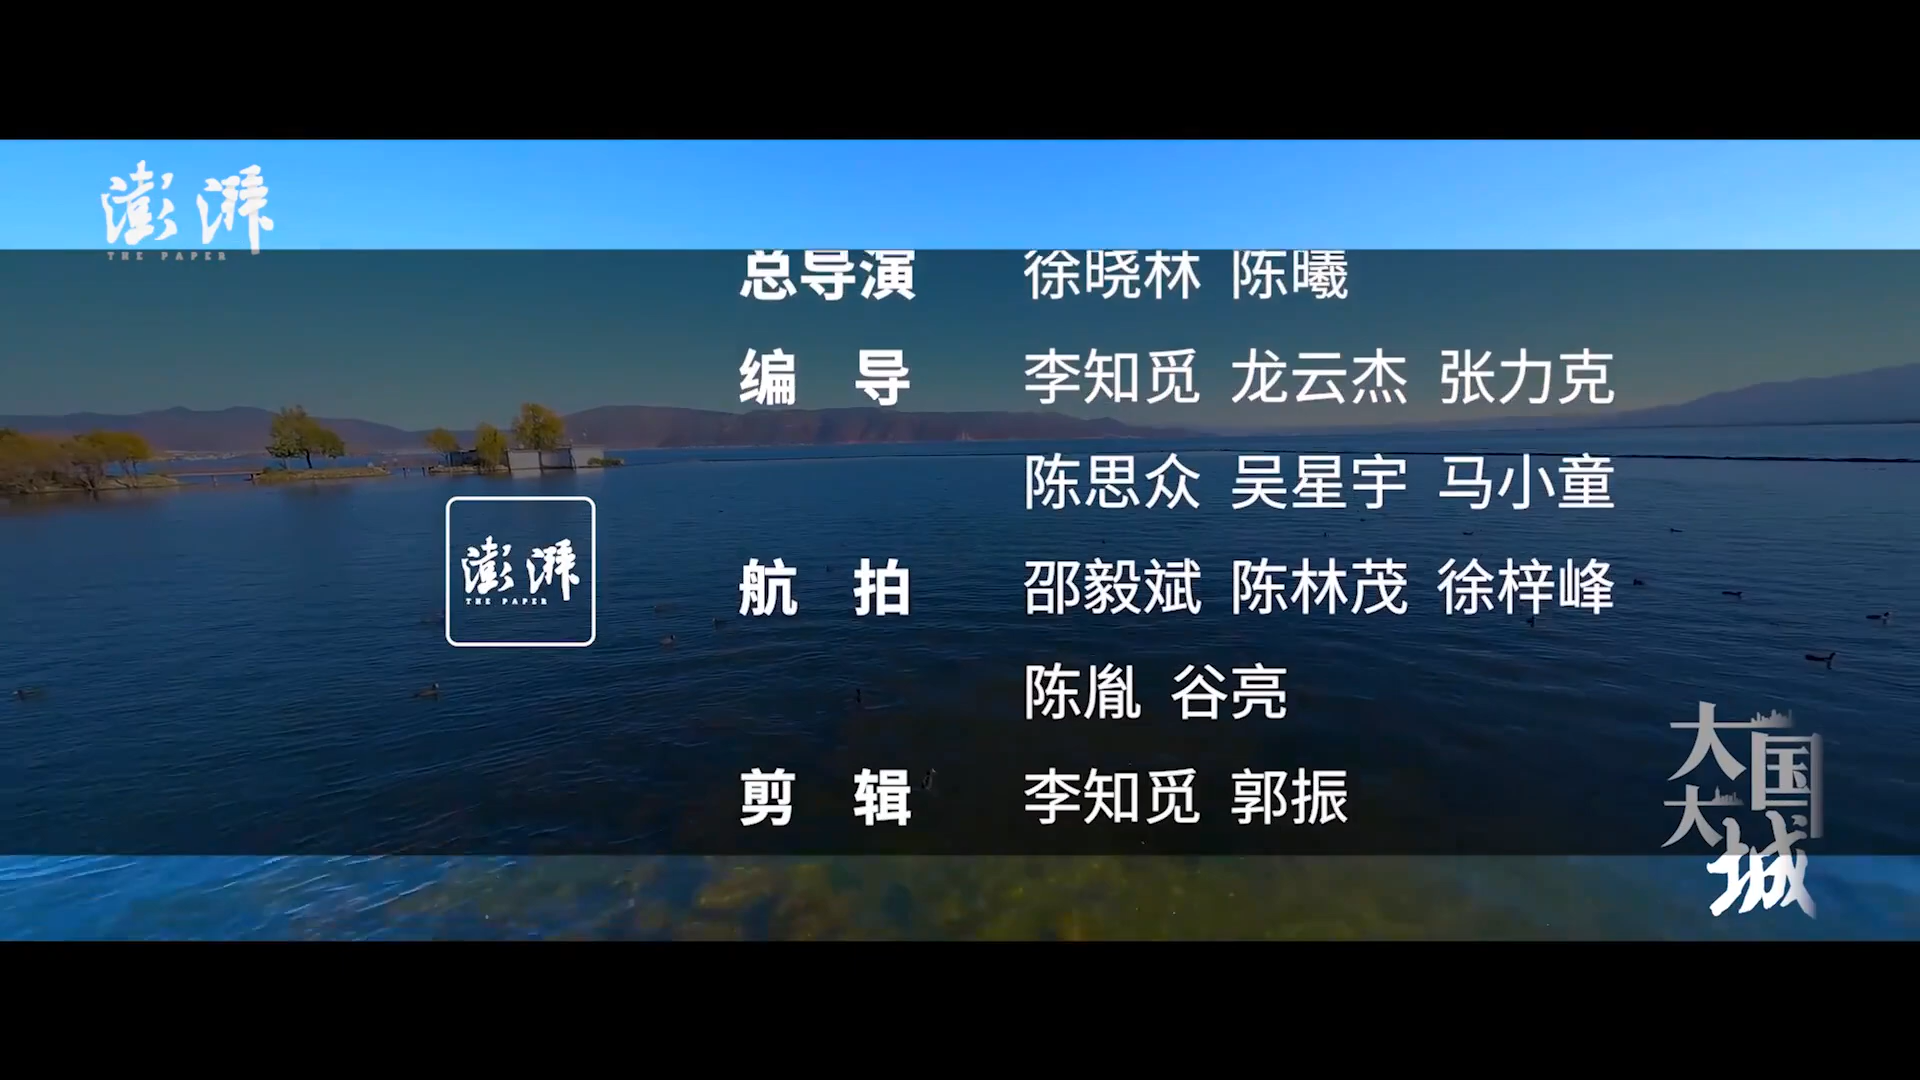 澎湃
THE PAPER
总导演 徐晓林 陈曦
编 导 李知觅 龙云杰 张力克
陈思众 吴星宇 马小童
澎湃
THE PAPER
航 拍 邵毅斌 陈林茂 徐梓峰
陈胤 谷亮
剪 辑 李知觅 郭振
大国
大城